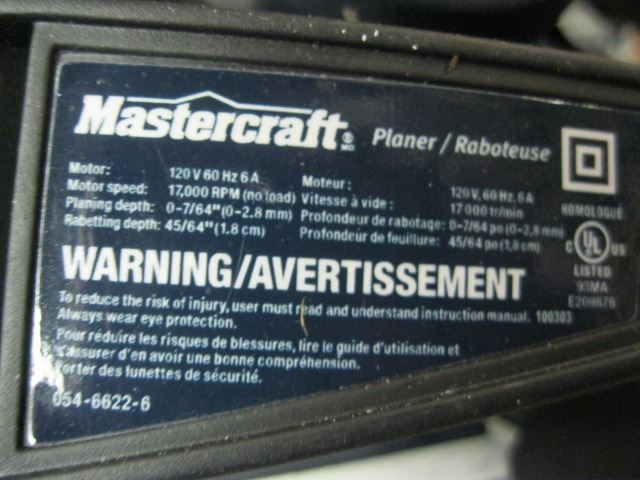 Mastercraft® MD Planer / Raboteuse
Motor: 120 V 60 Hz 6 A
Motor speed: 17,000 RPM (no load)
Planing depth: 0-7/64" (0-2.8 mm)
Rabetting depth: 45/64" (1.8 cm)
Moteur : 120 V, 60 Hz, 6 A
Vitesse à vide : 17 000 tr/min
Profondeur de rabotage: 0-7/64 po (0-2,8 mm)
Profondeur de feuillure: 45/64 po (1,8 cm)
HOMOLOGUÉ
C UL US
LISTED
93MA
E209876
WARNING/AVERTISSEMENT
To reduce the risk of injury, user must read and understand instruction manual. 100303
Always wear eye protection.
Pour réduire les risques de blessures, lire le guide d'utilisation et
s'assurer d'en avoir une bonne compréhension.
Porter des lunettes de sécurité.
054-6622-6